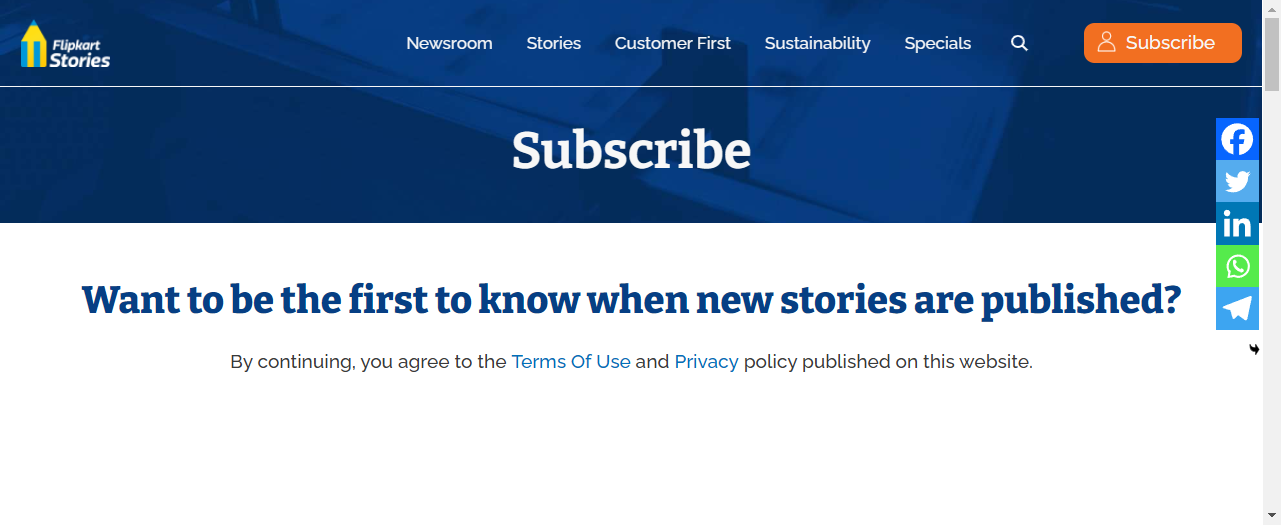 Flipkart
Stories
Newsroom Stories Customer First Sustainability Specials Subscribe
Subscribe
Want to be the first to know when new stories are published?
By continuing, you agree to the Terms Of Use and Privacy policy published on this website.